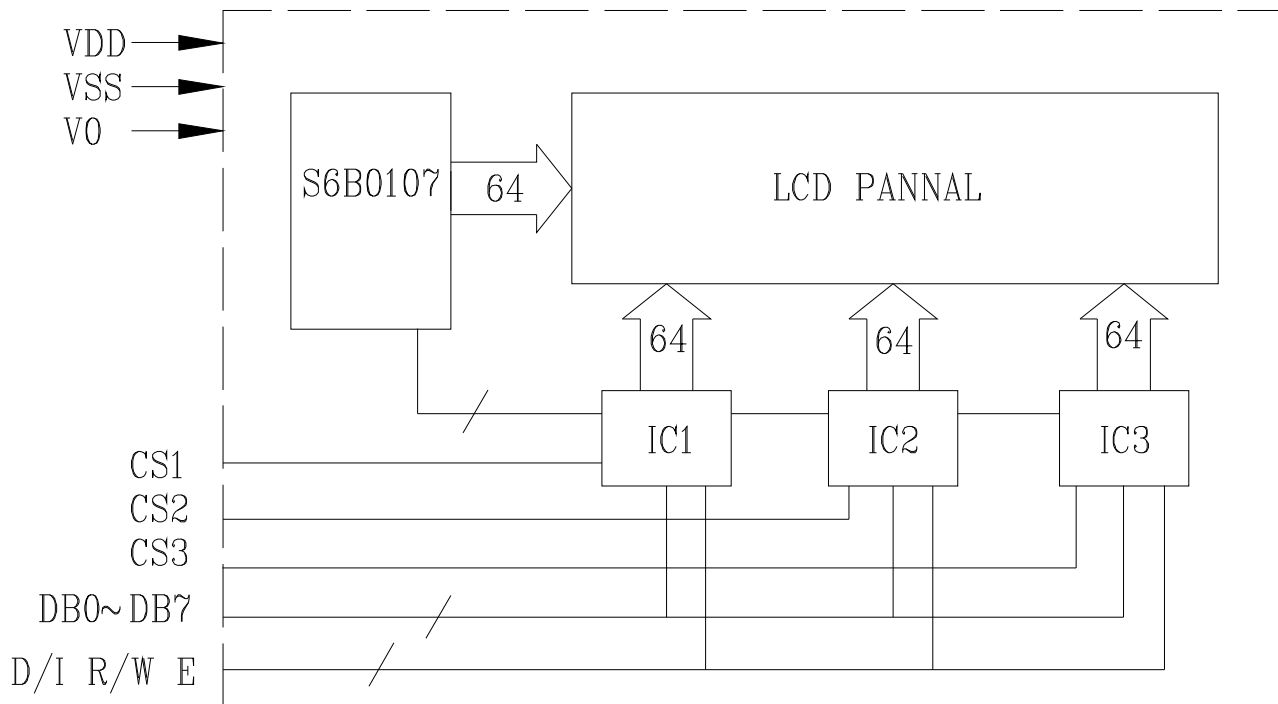 VDD
VSS
V0
S6B0107
64
LCD PANNAL
64
64
64
IC1
IC2
IC3
CS1
CS2
CS3
DB0~DB7
D/I R/W E